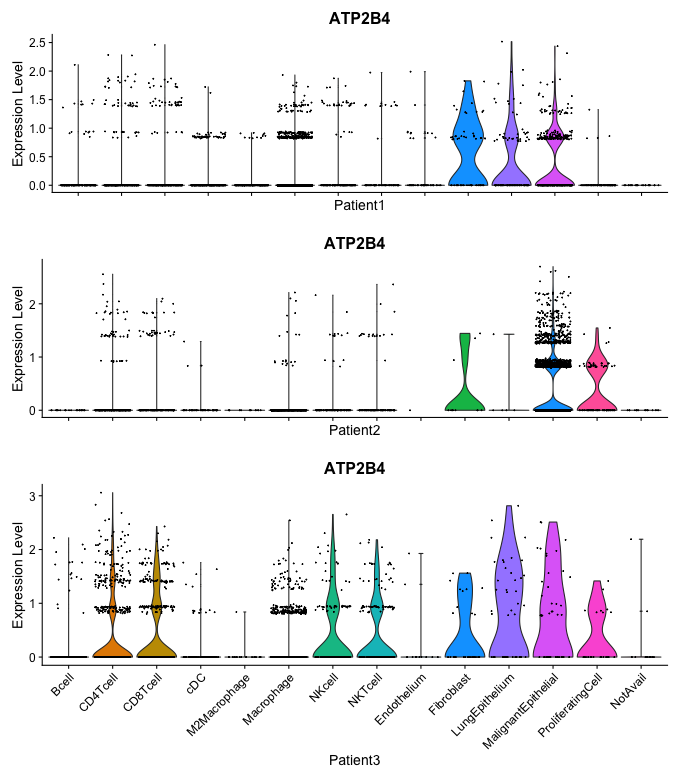 ATP2B4
Expression Level
2.5
2.0
1.5
1.0
0.5
0.0
Patient1
ATP2B4
Expression Level
2
1
0
Patient2
ATP2B4
Expression Level
3
2
1
0
Bcell
CD4Tcell
CD8Tcell
cDC
M2Macrophage
Macrophage
NKcell
NKTcell
Endothelium
Fibroblast
LungEpithelium
MalignantEpithelial
ProliferatingCell
NotAvail
Patient3